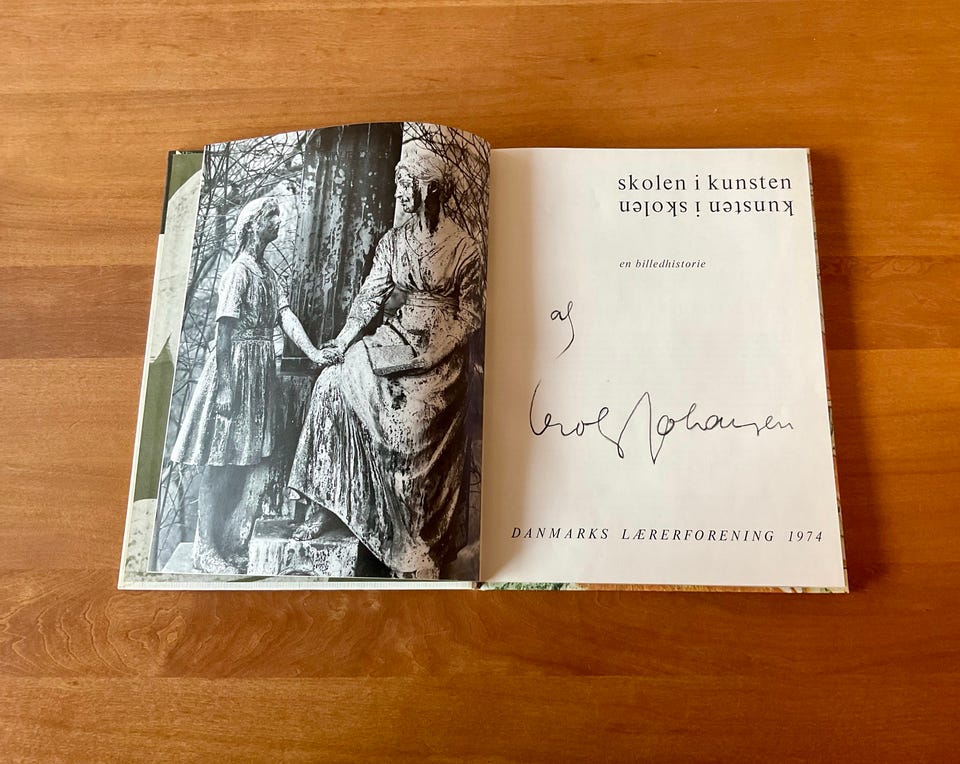 skolen i kunsten
kunsten i skolen
en billedhistorie
af
Johansen
DANMARKS LÆRERFORENING 1974